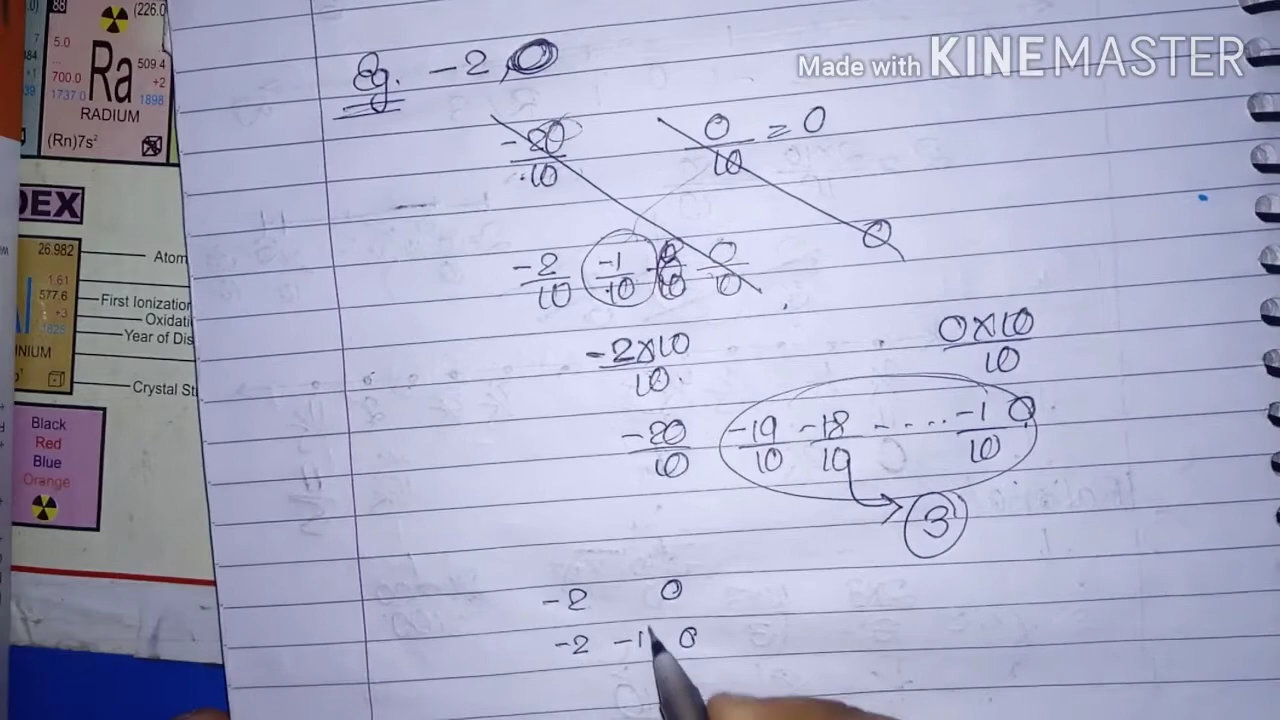 88 (226.0
5.0 Ra 509.4
700.0 +2
1737.0 1898
RADIUM
(Rn)7s²
DEX
26.982
1.61
577.6
+3
1825
NIUM
Atom
First Ionization
Oxidati
Year of Dis
Crystal St
Black
Red
Blue
Orange
Made with KINEMASTER
Eg. -2, 0
-20/10 0/10 = 0
0
-2/10 -1/10 0/10 0/10
-2×10/10 0×10/10
-20/10 -19/10 -18/10 - .... -1/10 0
3
-2 0
-2 -1 0